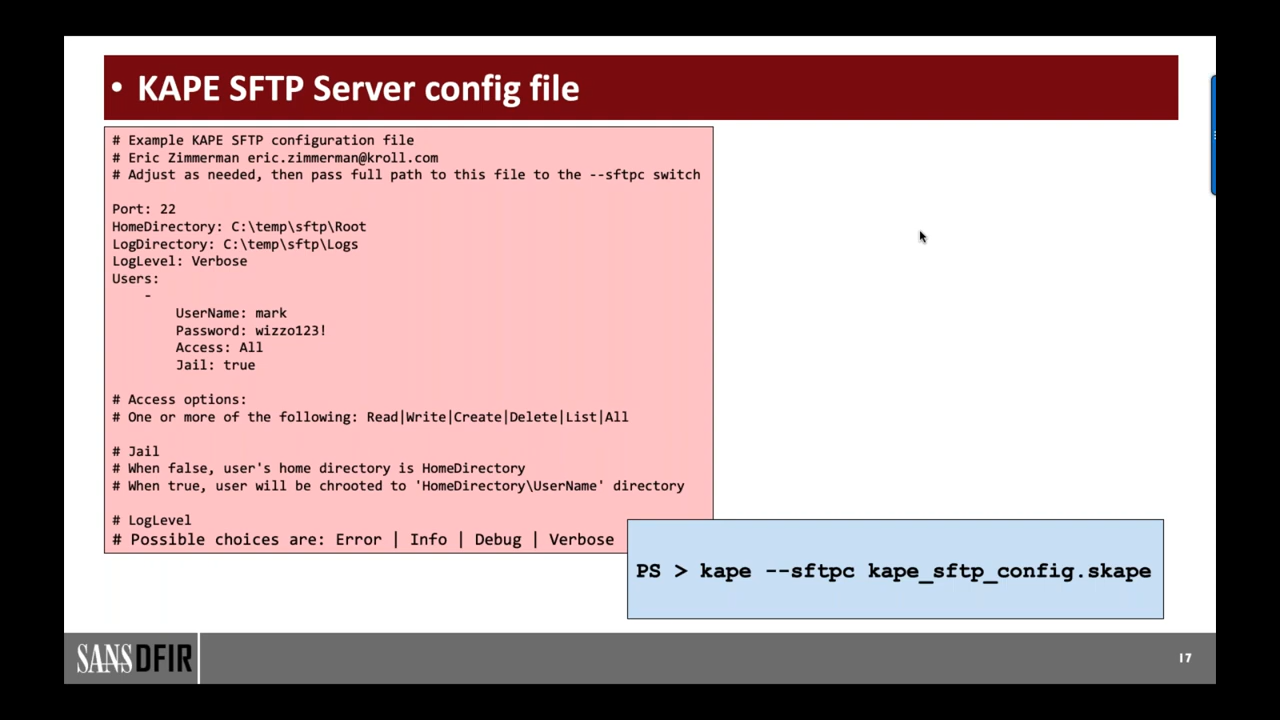 • KAPE SFTP Server config file
# Example KAPE SFTP configuration file
# Eric Zimmerman eric.zimmerman@kroll.com
# Adjust as needed, then pass full path to this file to the --sftpc switch
Port: 22
HomeDirectory: C:\temp\sftp\Root
LogDirectory: C:\temp\sftp\Logs
LogLevel: Verbose
Users:
-
UserName: mark
Password: wizzo123!
Access: All
Jail: true
# Access options:
# One or more of the following: Read|Write|Create|Delete|List|All
# Jail
# When false, user's home directory is HomeDirectory
# When true, user will be chrooted to 'HomeDirectory\UserName' directory
# LogLevel
# Possible choices are: Error | Info | Debug | Verbose
PS > kape --sftpc kape_sftp_config.skape
SANS DFIR
17